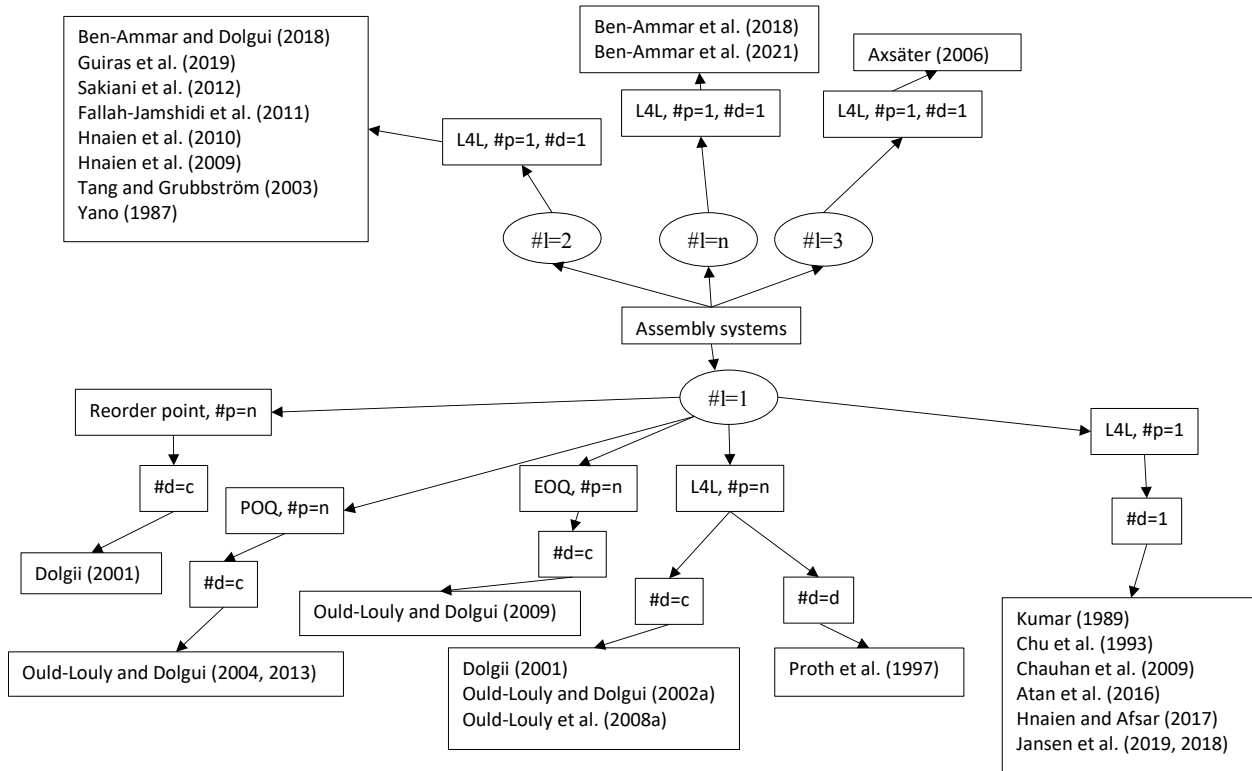 Ben-Ammar and Dolgui (2018)
Guiras et al. (2019)
Sakiani et al. (2012)
Fallah-Jamshidi et al. (2011)
Hnaien et al. (2010)
Hnaien et al. (2009)
Tang and Grubbström (2003)
Yano (1987)
Ben-Ammar et al. (2018)
Ben-Ammar et al. (2021)
Axsäter (2006)
L4L, #p=1, #d=1
L4L, #p=1, #d=1
L4L, #p=1, #d=1
#l=2
#l=n
#l=3
Assembly systems
#l=1
Reorder point, #p=n
L4L, #p=1
#d=c
POQ, #p=n
EOQ, #p=n
L4L, #p=n
#d=1
Dolgii (2001)
#d=c
#d=c
#d=c
#d=d
Ould-Louly and Dolgui (2009)
Ould-Louly and Dolgui (2004, 2013)
Dolgii (2001)
Ould-Louly and Dolgui (2002a)
Ould-Louly et al. (2008a)
Proth et al. (1997)
Kumar (1989)
Chu et al. (1993)
Chauhan et al. (2009)
Atan et al. (2016)
Hnaien and Afsar (2017)
Jansen et al. (2019, 2018)